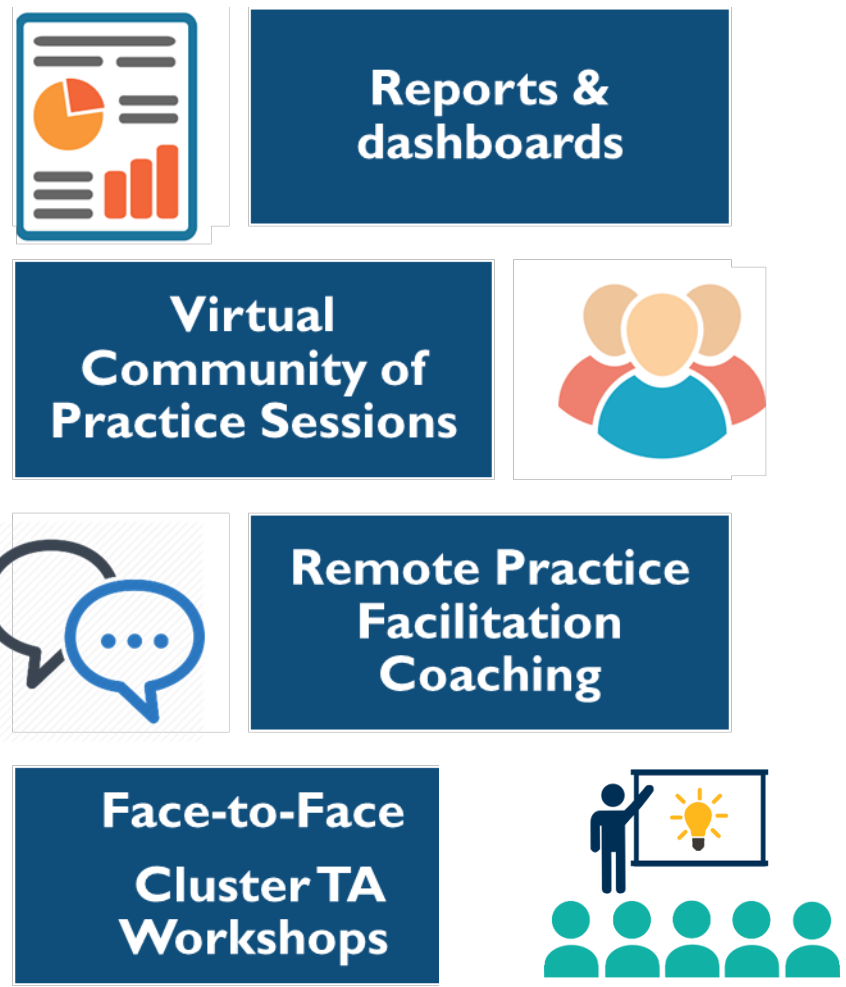 Reports &
dashboards
Virtual
Community of
Practice Sessions
Remote Practice
Facilitation
Coaching
Face-to-Face
Cluster TA
Workshops